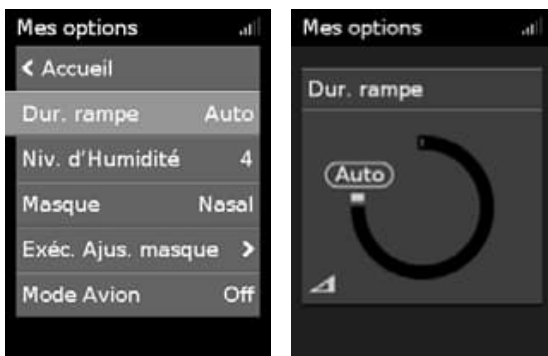 Mes options
< Accueil
Dur. rampe Auto
Niv. d'Humidité 4
Masque Nasal
Exéc. Ajus. masque >
Mode Avion Off
Mes options
Dur. rampe
Auto